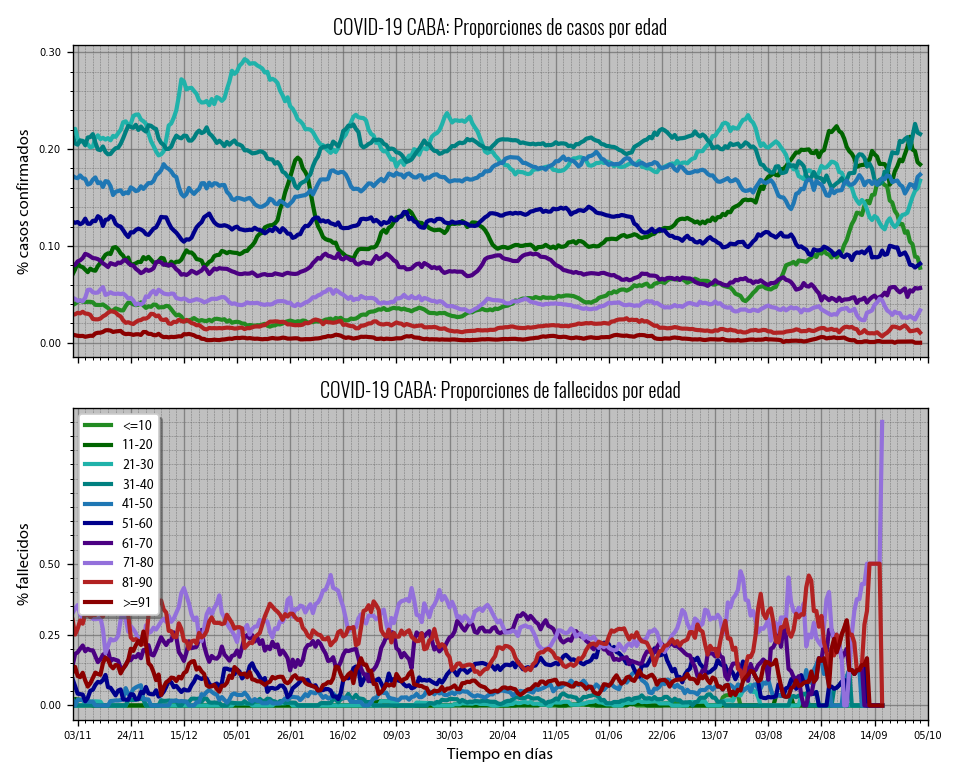 COVID-19 CABA: Proporciones de casos por edad
% casos confirmados
0.30
0.20
0.10
0.00
COVID-19 CABA: Proporciones de fallecidos por edad
% fallecidos
0.50
0.25
0.00
<=10
11-20
21-30
31-40
41-50
51-60
61-70
71-80
81-90
>=91
03/11 24/11 15/12 05/01 26/01 16/02 09/03 30/03 20/04 11/05 01/06 22/06 13/07 03/08 24/08 14/09 05/10
Tiempo en días